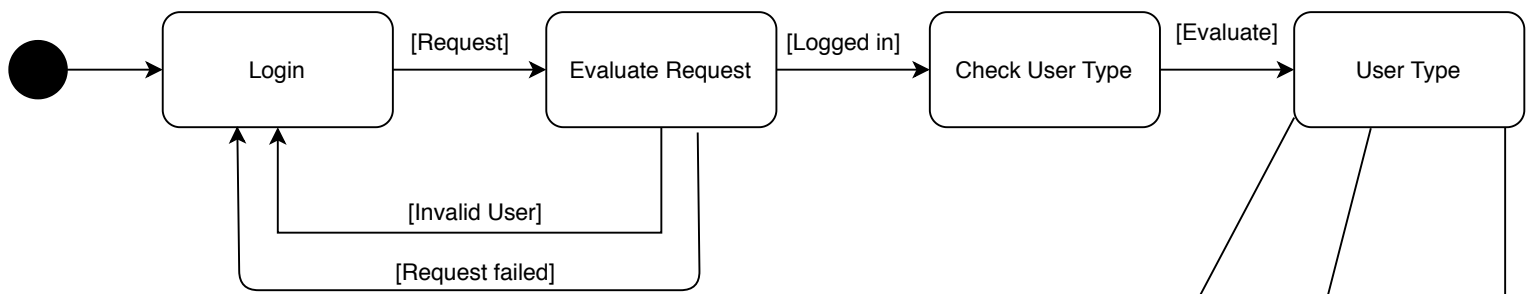 Login
[Request]
Evaluate Request
[Logged in]
Check User Type
[Evaluate]
User Type
[Invalid User]
[Request failed]